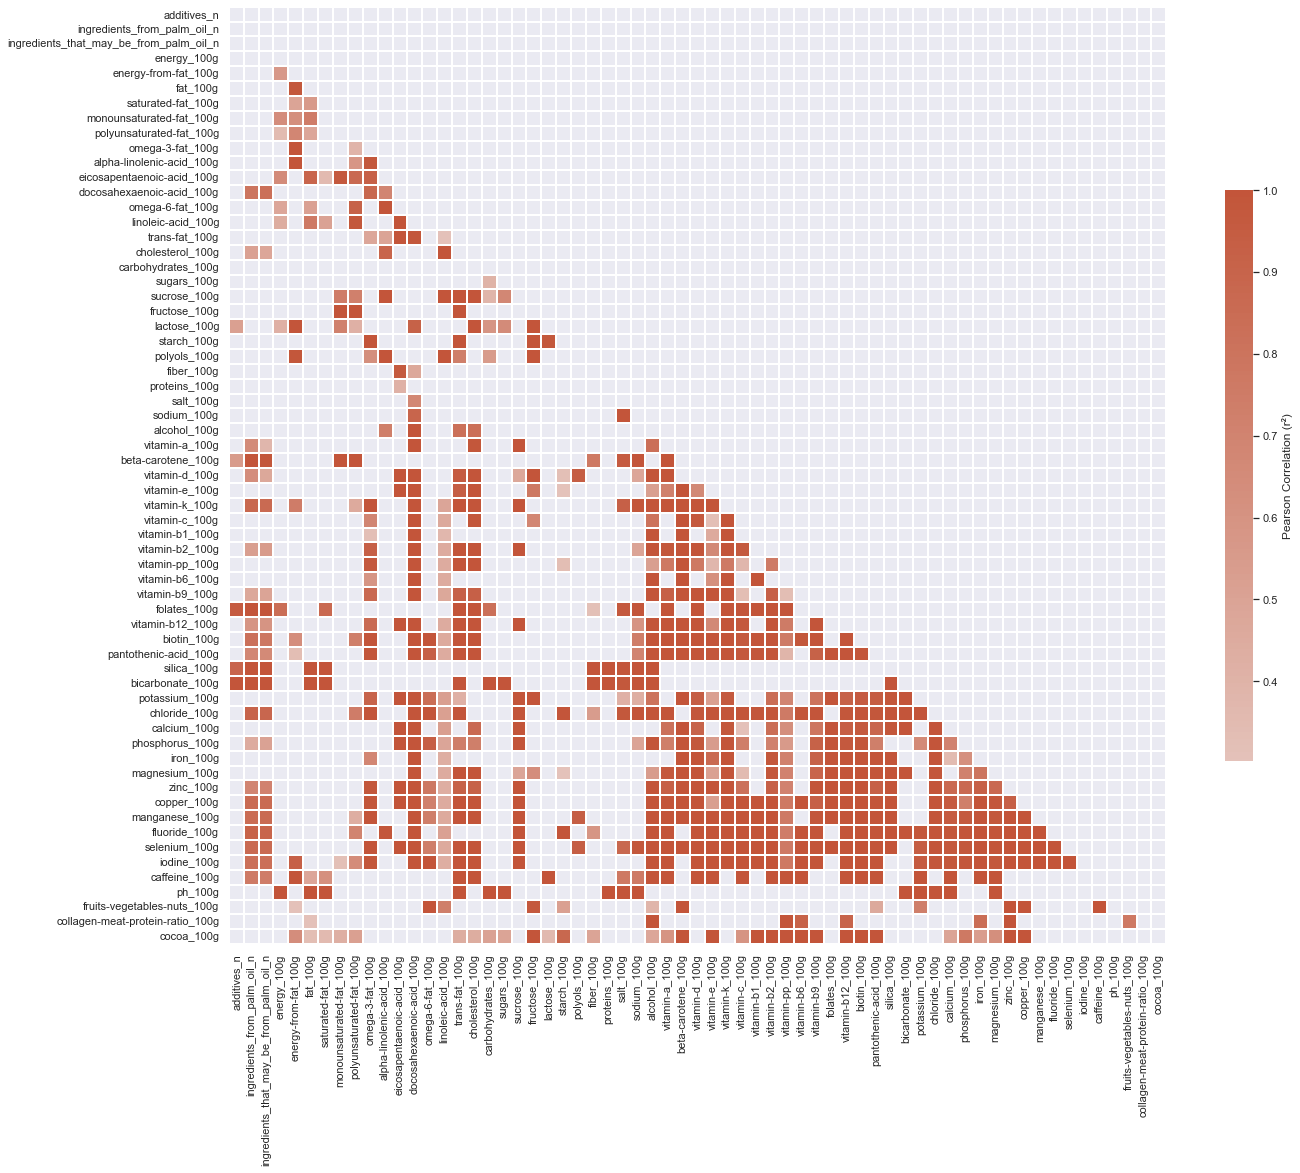 additives_n
ingredients_from_palm_oil_n
ingredients_that_may_be_from_palm_oil_n
energy_100g
energy-from-fat_100g
fat_100g
saturated-fat_100g
monounsaturated-fat_100g
polyunsaturated-fat_100g
omega-3-fat_100g
alpha-linolenic-acid_100g
eicosapentaenoic-acid_100g
docosahexaenoic-acid_100g
omega-6-fat_100g
linoleic-acid_100g
trans-fat_100g
cholesterol_100g
carbohydrates_100g
sugars_100g
sucrose_100g
fructose_100g
lactose_100g
starch_100g
polyols_100g
fiber_100g
proteins_100g
salt_100g
sodium_100g
alcohol_100g
vitamin-a_100g
beta-carotene_100g
vitamin-d_100g
vitamin-e_100g
vitamin-k_100g
vitamin-c_100g
vitamin-b1_100g
vitamin-b2_100g
vitamin-pp_100g
vitamin-b6_100g
vitamin-b9_100g
folates_100g
vitamin-b12_100g
biotin_100g
pantothenic-acid_100g
silica_100g
bicarbonate_100g
potassium_100g
chloride_100g
calcium_100g
phosphorus_100g
iron_100g
magnesium_100g
zinc_100g
copper_100g
manganese_100g
fluoride_100g
selenium_100g
iodine_100g
caffeine_100g
ph_100g
fruits-vegetables-nuts_100g
collagen-meat-protein-ratio_100g
cocoa_100g
additives_n
ingredients_from_palm_oil_n
ingredients_that_may_be_from_palm_oil_n
energy_100g
energy-from-fat_100g
fat_100g
saturated-fat_100g
monounsaturated-fat_100g
polyunsaturated-fat_100g
omega-3-fat_100g
alpha-linolenic-acid_100g
eicosapentaenoic-acid_100g
docosahexaenoic-acid_100g
omega-6-fat_100g
linoleic-acid_100g
trans-fat_100g
cholesterol_100g
carbohydrates_100g
sugars_100g
sucrose_100g
fructose_100g
lactose_100g
starch_100g
polyols_100g
fiber_100g
proteins_100g
salt_100g
sodium_100g
alcohol_100g
vitamin-a_100g
beta-carotene_100g
vitamin-d_100g
vitamin-e_100g
vitamin-k_100g
vitamin-c_100g
vitamin-b1_100g
vitamin-b2_100g
vitamin-pp_100g
vitamin-b6_100g
vitamin-b9_100g
folates_100g
vitamin-b12_100g
biotin_100g
pantothenic-acid_100g
silica_100g
bicarbonate_100g
potassium_100g
chloride_100g
calcium_100g
phosphorus_100g
iron_100g
magnesium_100g
zinc_100g
copper_100g
manganese_100g
fluoride_100g
selenium_100g
iodine_100g
caffeine_100g
ph_100g
fruits-vegetables-nuts_100g
collagen-meat-protein-ratio_100g
cocoa_100g
1.0
0.9
0.8
0.7
0.6
0.5
0.4
Pearson Correlation (r²)